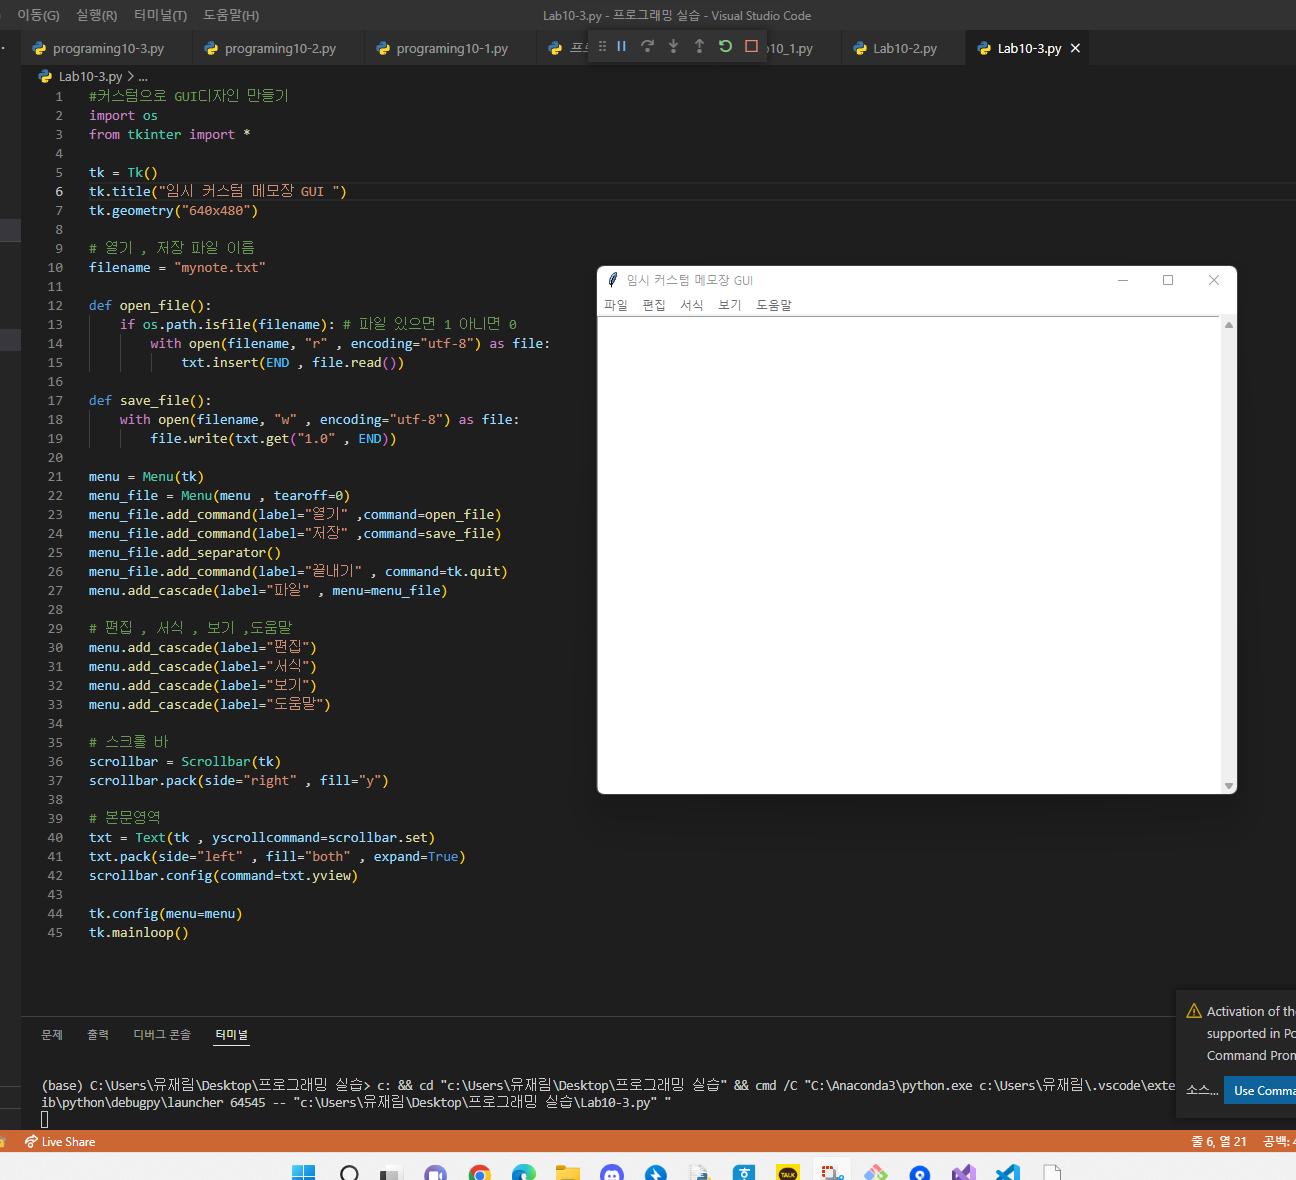 이동(G) 실행(R) 터미널(T) 도움말(H) Lab10-3.py - 프로그래밍 실습 - Visual Studio Code
programing10-3.py programing10-2.py programing10-1.py 프 10_1.py Lab10-2.py Lab10-3.py
Lab10-3.py > ...
1 #커스텀으로 GUI디자인 만들기
2 import os
3 from tkinter import *
4
5 tk = Tk()
6 tk.title("임시 커스텀 메모장 GUI ")
7 tk.geometry("640x480")
8
9 # 열기 , 저장 파일 이름
10 filename = "mynote.txt"
11
12 def open_file():
13 if os.path.isfile(filename): # 파일 있으면 1 아니면 0
14 with open(filename, "r" , encoding="utf-8") as file:
15 txt.insert(END , file.read())
16
17 def save_file():
18 with open(filename, "w" , encoding="utf-8") as file:
19 file.write(txt.get("1.0" , END))
20
21 menu = Menu(tk)
22 menu_file = Menu(menu , tearoff=0)
23 menu_file.add_command(label="열기" ,command=open_file)
24 menu_file.add_command(label="저장" ,command=save_file)
25 menu_file.add_separator()
26 menu_file.add_command(label="끝내기" , command=tk.quit)
27 menu.add_cascade(label="파일" , menu=menu_file)
28
29 # 편집 , 서식 , 보기 ,도움말
30 menu.add_cascade(label="편집")
31 menu.add_cascade(label="서식")
32 menu.add_cascade(label="보기")
33 menu.add_cascade(label="도움말")
34
35 # 스크롤 바
36 scrollbar = Scrollbar(tk)
37 scrollbar.pack(side="right" , fill="y")
38
39 # 본문영역
40 txt = Text(tk , yscrollcommand=scrollbar.set)
41 txt.pack(side="left" , fill="both" , expand=True)
42 scrollbar.config(command=txt.yview)
43
44 tk.config(menu=menu)
45 tk.mainloop()
임시 커스텀 메모장 GUI
파일 편집 서식 보기 도움말
문제 출력 디버그 콘솔 터미널
(base) C:\Users\유재림\Desktop\프로그래밍 실습> c: && cd "c:\Users\유재림\Desktop\프로그래밍 실습" && cmd /C "C:\Anaconda3\python.exe c:\Users\유재림\.vscode\exte
ib\python\debugpy\launcher 64545 -- "c:\Users\유재림\Desktop\프로그래밍 실습\Lab10-3.py" "
Activation of the
supported in Po
Command Pron
소스... Use Comma
Live Share 줄 6, 열 21 공백: 4
TALK